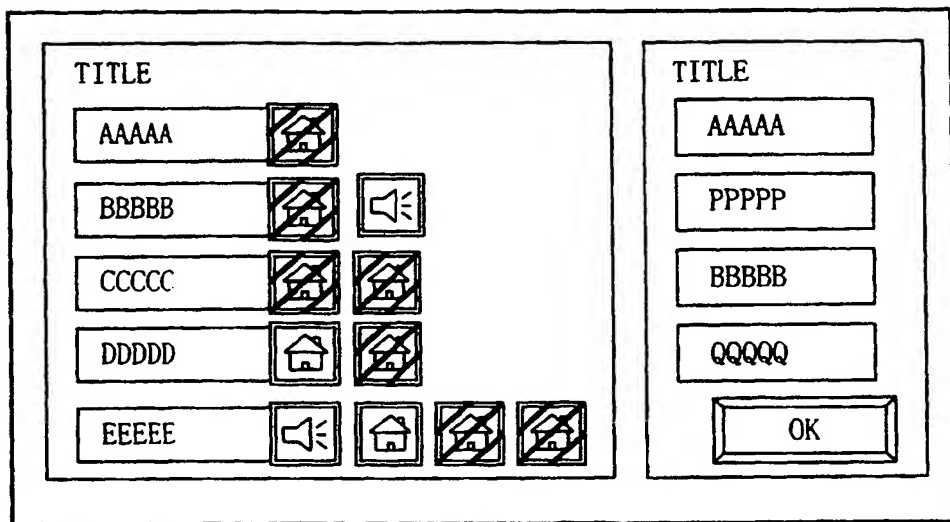 TITLE
AAAAA
BBBBB
CCCCC
DDDDD
EEEEE
TITLE
AAAAA
PPPPP
BBBBB
QQQQQ
OK